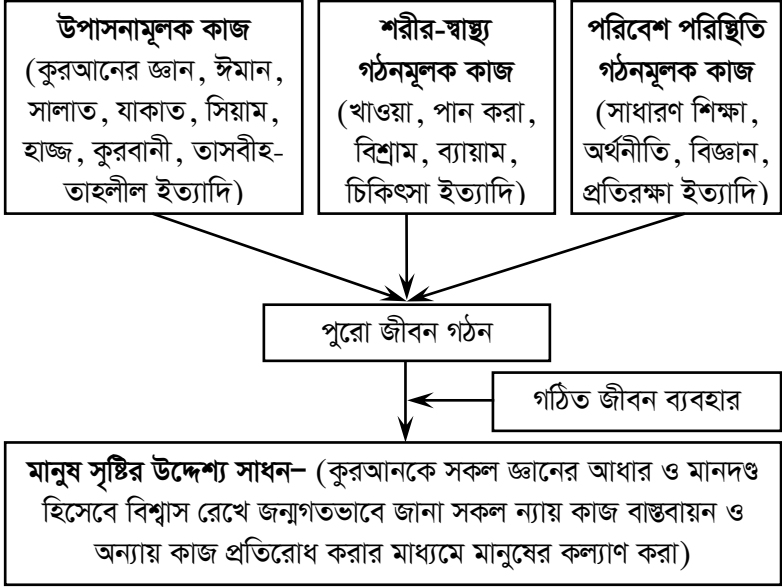 উপাসনামূলক কাজ
(কুরআনের জ্ঞান, ঈমান,
সালাত, যাকাত, সিয়াম,
হাজ্জ, কুরবানী, তাসবীহ-
তাহলীল ইত্যাদি)
শরীর-স্বাস্থ্য
গঠনমূলক কাজ
(খাওয়া, পান করা,
বিশ্রাম, ব্যায়াম,
চিকিৎসা ইত্যাদি)
পরিবেশ পরিস্থিতি
গঠনমূলক কাজ
(সাধারণ শিক্ষা,
অর্থনীতি, বিজ্ঞান,
প্রতিরক্ষা ইত্যাদি)
পুরো জীবন গঠন
গঠিত জীবন ব্যবহার
মানুষ সৃষ্টির উদ্দেশ্য সাধন– (কুরআনকে সকল জ্ঞানের আধার ও মানদণ্ড
হিসেবে বিশ্বাস রেখে জন্মগতভাবে জানা সকল ন্যায় কাজ বাস্তবায়ন ও
অন্যায় কাজ প্রতিরোধ করার মাধ্যমে মানুষের কল্যাণ করা)